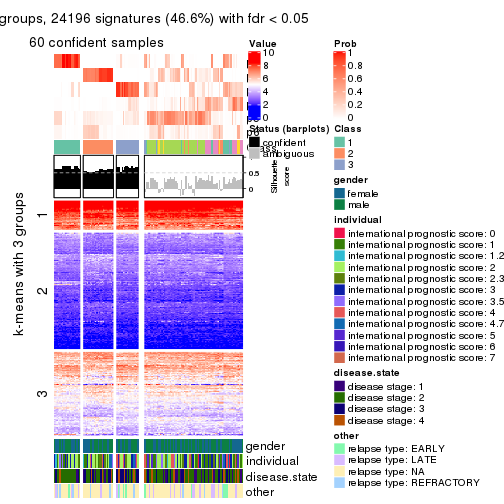 groups, 24196 signatures (46.6%) with fdr < 0.05
60 confident samples
k-means with 3 groups
1
2
3
p6
Class
1
0.5
0
Silhouette
score
gender
individual
disease.state
other
Value
10
8
6
4
2
0
Status (barplots)
confident
ambiguous
Prob
1
0.8
0.6
0.4
0.2
0
Class
1
2
3
gender
female
male
individual
international prognostic score: 0
international prognostic score: 1
international prognostic score: 1.2
international prognostic score: 2
international prognostic score: 2.3
international prognostic score: 3
international prognostic score: 3.5
international prognostic score: 4
international prognostic score: 4.7
international prognostic score: 5
international prognostic score: 6
international prognostic score: 7
disease.state
disease stage: 1
disease stage: 2
disease stage: 3
disease stage: 4
other
relapse type: EARLY
relapse type: LATE
relapse type: NA
relapse type: REFRACTORY